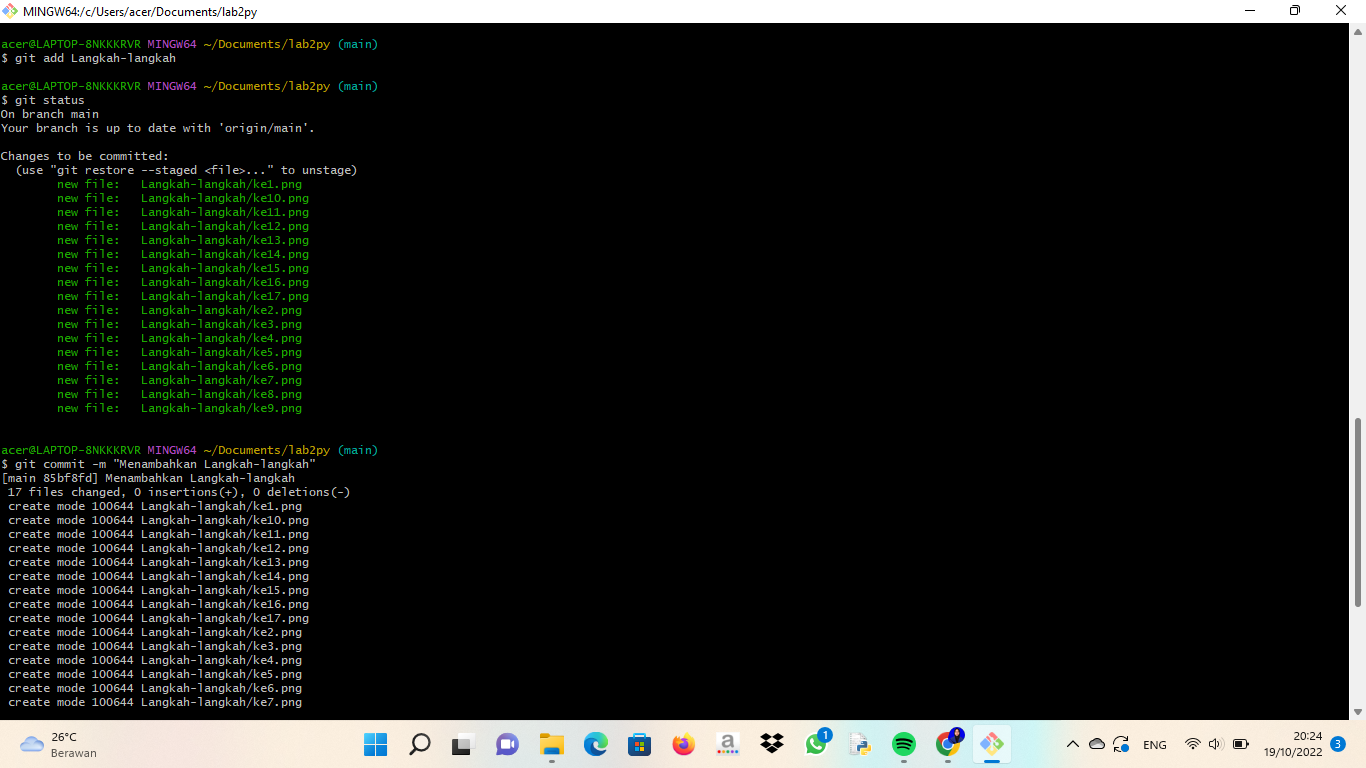 MINGW64:/c/Users/acer/Documents/lab2py
acer@LAPTOP-8NKKKRVR MINGW64 ~/Documents/lab2py (main)
$ git add Langkah-langkah
acer@LAPTOP-8NKKKRVR MINGW64 ~/Documents/lab2py (main)
$ git status
On branch main
Your branch is up to date with 'origin/main'.
Changes to be committed:
(use "git restore --staged <file>..." to unstage)
new file: Langkah-langkah/ke1.png
new file: Langkah-langkah/ke10.png
new file: Langkah-langkah/ke11.png
new file: Langkah-langkah/ke12.png
new file: Langkah-langkah/ke13.png
new file: Langkah-langkah/ke14.png
new file: Langkah-langkah/ke15.png
new file: Langkah-langkah/ke16.png
new file: Langkah-langkah/ke17.png
new file: Langkah-langkah/ke2.png
new file: Langkah-langkah/ke3.png
new file: Langkah-langkah/ke4.png
new file: Langkah-langkah/ke5.png
new file: Langkah-langkah/ke6.png
new file: Langkah-langkah/ke7.png
new file: Langkah-langkah/ke8.png
new file: Langkah-langkah/ke9.png
acer@LAPTOP-8NKKKRVR MINGW64 ~/Documents/lab2py (main)
$ git commit -m "Menambahkan Langkah-langkah"
[main 85bf8fd] Menambahkan Langkah-langkah
17 files changed, 0 insertions(+), 0 deletions(-)
create mode 100644 Langkah-langkah/ke1.png
create mode 100644 Langkah-langkah/ke10.png
create mode 100644 Langkah-langkah/ke11.png
create mode 100644 Langkah-langkah/ke12.png
create mode 100644 Langkah-langkah/ke13.png
create mode 100644 Langkah-langkah/ke14.png
create mode 100644 Langkah-langkah/ke15.png
create mode 100644 Langkah-langkah/ke16.png
create mode 100644 Langkah-langkah/ke17.png
create mode 100644 Langkah-langkah/ke2.png
create mode 100644 Langkah-langkah/ke3.png
create mode 100644 Langkah-langkah/ke4.png
create mode 100644 Langkah-langkah/ke5.png
create mode 100644 Langkah-langkah/ke6.png
create mode 100644 Langkah-langkah/ke7.png
26°C
Berawan
a
1
ENG
20:24
19/10/2022
3